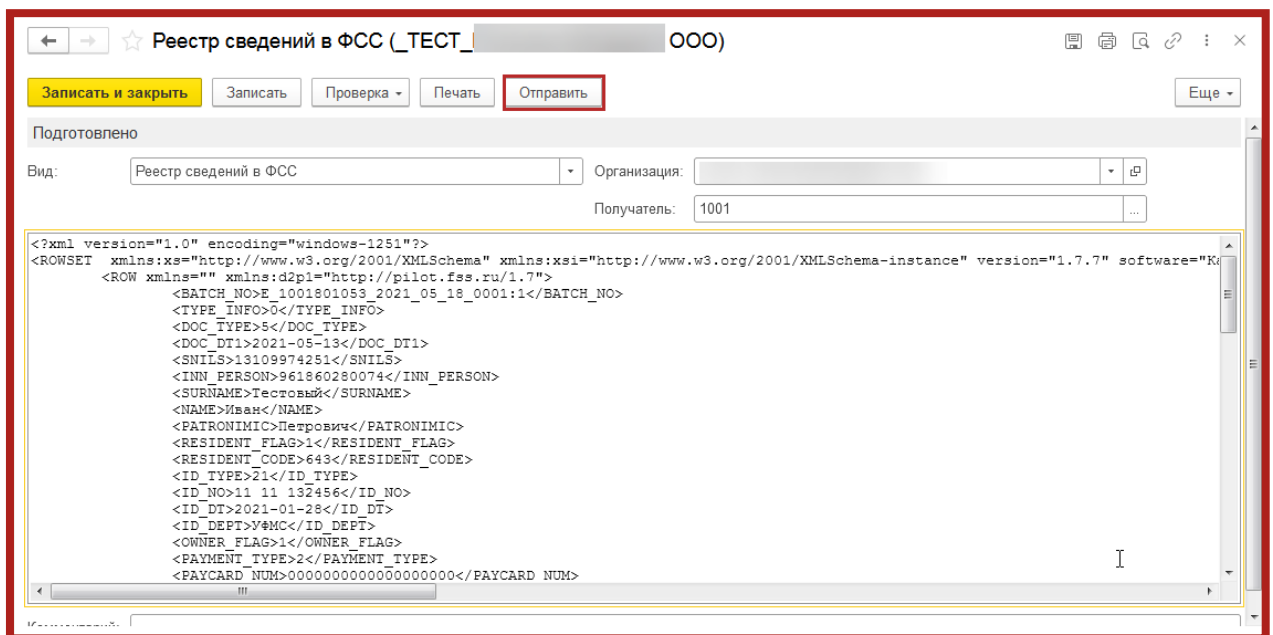 Реестр сведений в ФСС (_ТЕСТ_ ООО)
Записать и закрыть Записать Проверка Печать Отправить Еще
Подготовлено
Вид: Реестр сведений в ФСС Организация:
Получатель: 1001 ...
<?xml version="1.0" encoding="windows-1251"?>
<ROWSET xmlns:xs="http://www.w3.org/2001/XMLSchema" xmlns:xsi="http://www.w3.org/2001/XMLSchema-instance" version="1.7.7" software="Ка
<ROW xmlns="" xmlns:d2p1="http://pilot.fss.ru/1.7">
<BATCH_NO>E_1001801053_2021_05_18_0001:1</BATCH_NO>
<TYPE_INFO>0</TYPE_INFO>
<DOC_TYPE>5</DOC_TYPE>
<DOC_DT1>2021-05-13</DOC_DT1>
<SNILS>13109974251</SNILS>
<INN_PERSON>961860280074</INN_PERSON>
<SURNAME>Тестовый</SURNAME>
<NAME>Иван</NAME>
<PATRONIMIC>Петрович</PATRONIMIC>
<RESIDENT_FLAG>1</RESIDENT_FLAG>
<RESIDENT_CODE>643</RESIDENT_CODE>
<ID_TYPE>21</ID_TYPE>
<ID_NO>11 11 132456</ID_NO>
<ID_DT>2021-01-28</ID_DT>
<ID_DEPT>УФМС</ID_DEPT>
<OWNER_FLAG>1</OWNER_FLAG>
<PAYMENT_TYPE>2</PAYMENT_TYPE>
<PAYCARD_NUM>0000000000000000000</PAYCARD_NUM>
Комментарий: